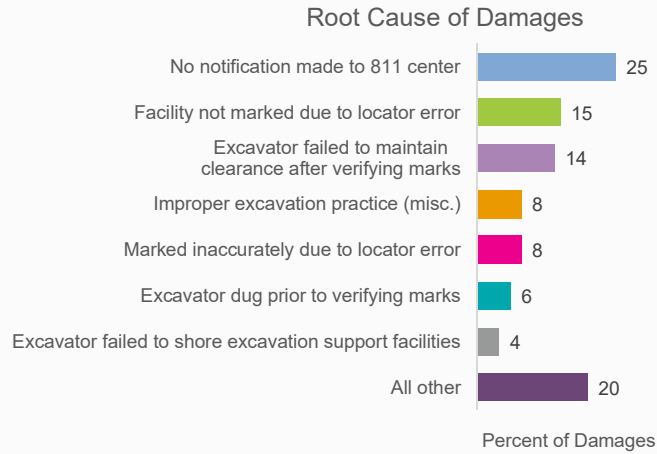 Root Cause of Damages
No notification made to 811 center 25
Facility not marked due to locator error 15
Excavator failed to maintain
clearance after verifying marks 14
Improper excavation practice (misc.) 8
Marked inaccurately due to locator error 8
Excavator dug prior to verifying marks 6
Excavator failed to shore excavation support facilities 4
All other 20
Percent of Damages